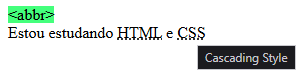 <abbr>
Estou estudando HTML e CSS
Cascading Style